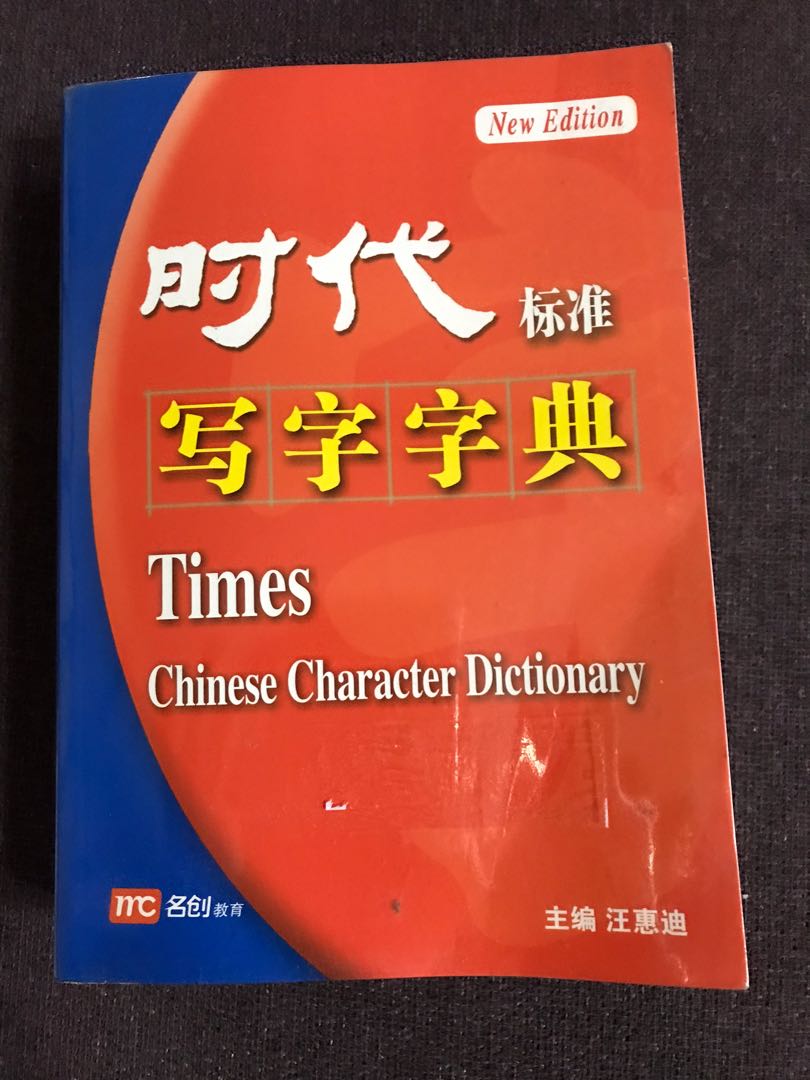 New Edition
时代 标准
写字字典
Times
Chinese Character Dictionary
mc 名创教育
主编 汪惠迪